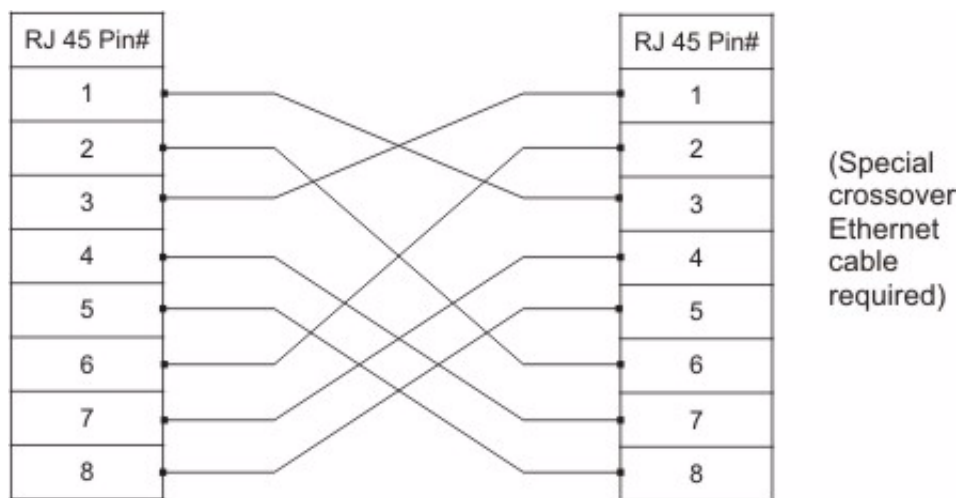 RJ 45 Pin#
1
2
3
4
5
6
7
8
RJ 45 Pin#
1
2
3
4
5
6
7
8
(Special
crossover
Ethernet
cable
required)